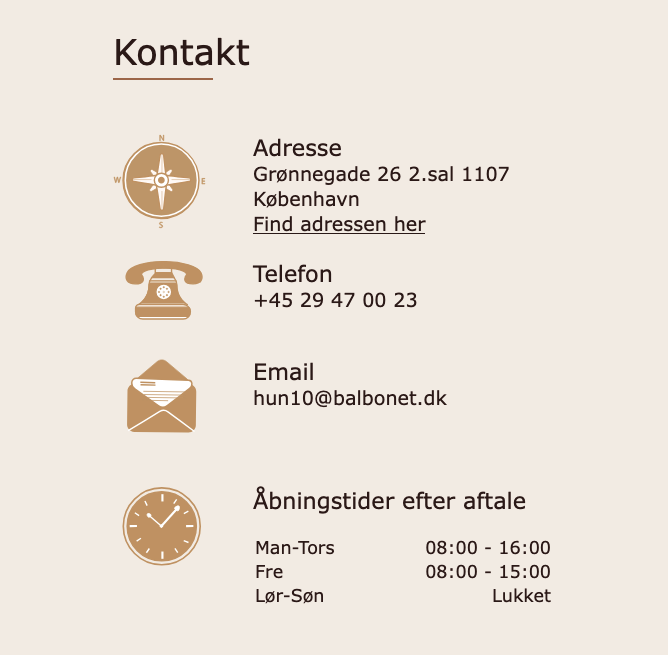 Kontakt
N
W
E
S
Adresse
Grønnegade 26 2.sal 1107
København
Find adressen her
Telefon
+45 29 47 00 23
Email
hun10@balbonet.dk
Åbningstider efter aftale
Man-Tors 08:00 - 16:00
Fre 08:00 - 15:00
Lør-Søn Lukket